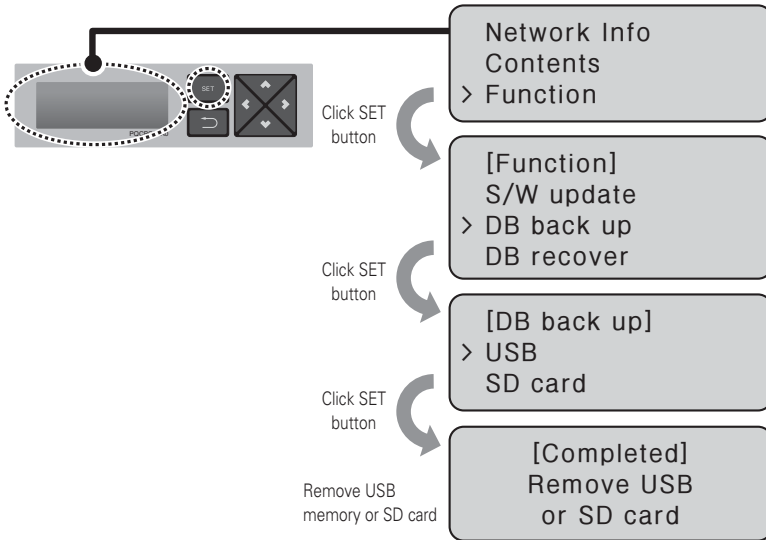 Network Info
Contents
> Function
SET
Click SET
button
[Function]
S/W update
> DB back up
DB recover
Click SET
button
[DB back up]
> USB
SD card
Click SET
button
[Completed]
Remove USB
or SD card
Remove USB
memory or SD card